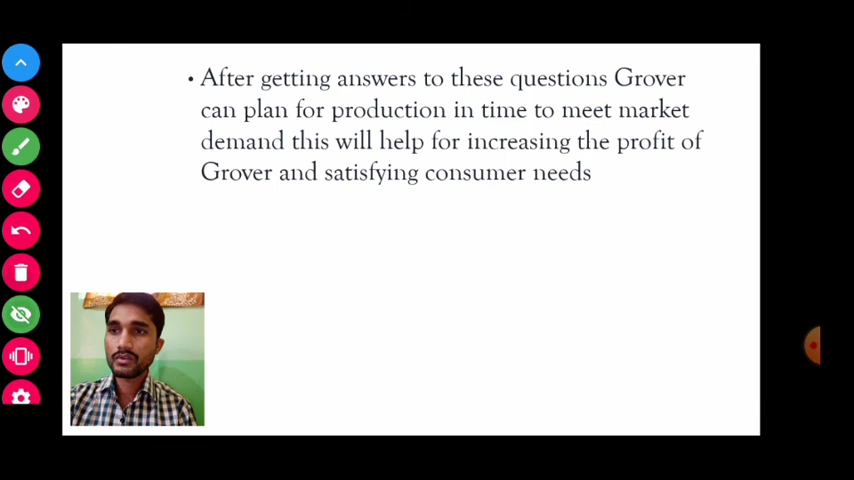 • After getting answers to these questions Grover
can plan for production in time to meet market
demand this will help for increasing the profit of
Grover and satisfying consumer needs